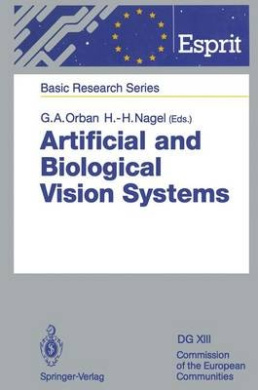 Esprit
Basic Research Series
G.A.Orban H.-H.Nagel (Eds.)
Artificial and
Biological
Vision Systems
DG XIII
Springer-Verlag
Commission
of the European
Communities